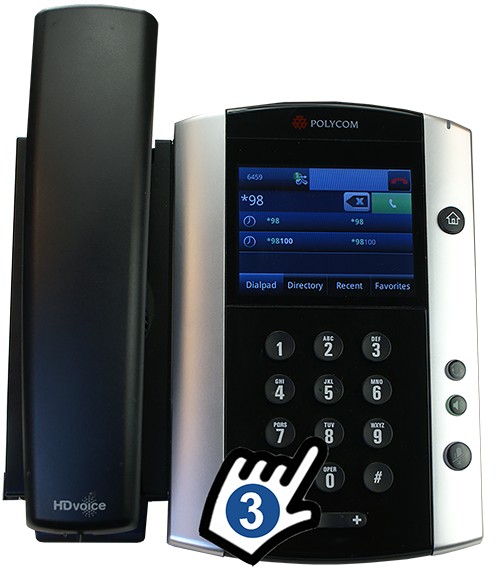 POLYCOM
6459
*98
*98 *98
*98100 *98100
Dialpad Directory Recent Favorites
1 ABC 2 DEF 3
GHI 4 JKL 5 MNO 6
PQRS 7 TUV 8 WXYZ 9
OPER 0 #
3
+
HDvoice